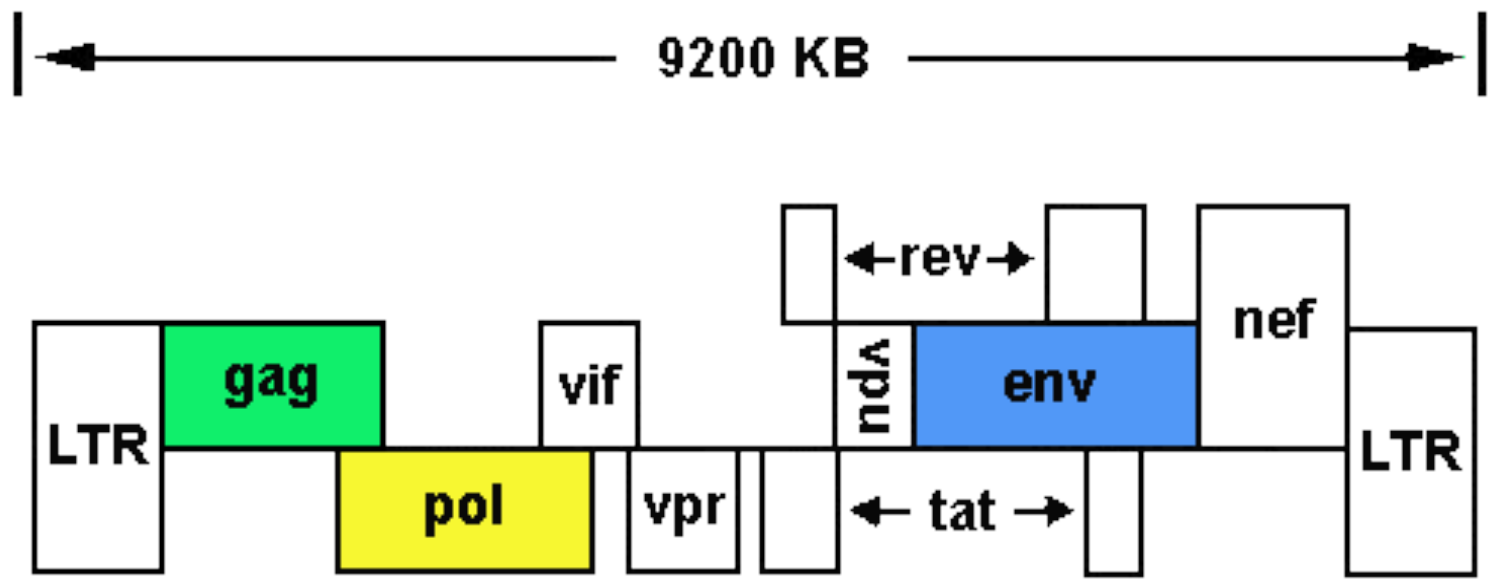 9200 KB
rev
nef
gag
vif
vpu
env
LTR
LTR
pol
vpr
tat